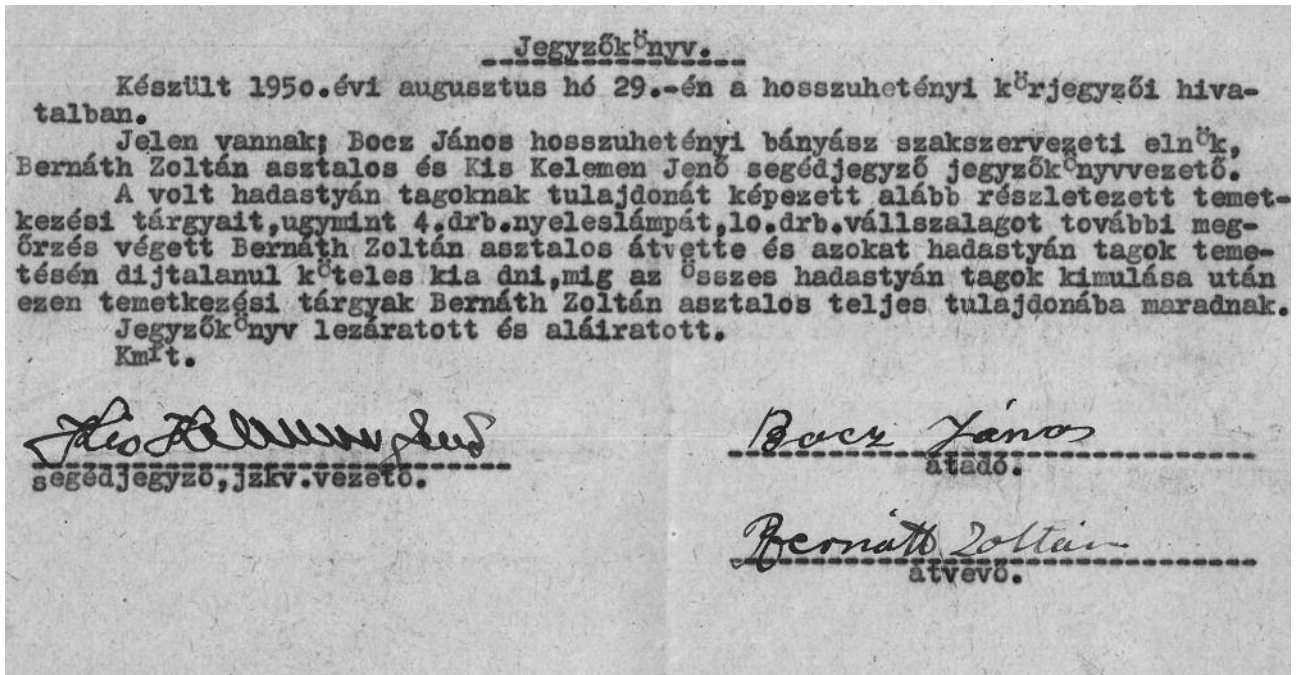 Jegyzőkönyv.
Készült 1950.évi augusztus hó 29.-én a hosszuhetényi körjegyzői hiva-
talban.
Jelen vannak; Bocz János hosszuhetényi bányász szakszervezeti elnök,
Bernáth Zoltán asztalos és Kis Kelemen Jenő segédjegyző jegyzőkönyvvezető.
A volt hadastyán tagoknak tulajdonát képezett alább részletezett temet-
kezési tárgyait,ugymint 4.drb.nyeleslámpát,lo.drb.vállszalagot további meg-
őrzés végett Bernáth Zoltán asztalos átvette és azokat hadastyán tagok teme-
tésén dijtalanul köteles kia dni,mig az összes hadastyán tagok kimulása után
ezen temetkezési tárgyak Bernáth Zoltán asztalos teljes tulajdonába maradnak.
Jegyzőkönyv lezáratott és aláiratott.
Kmft.
Kis Kelemen Jenő
segédjegyző,jzkv.vezető.
Bocz János
átadó.
Bernáth Zoltán
átvevő.